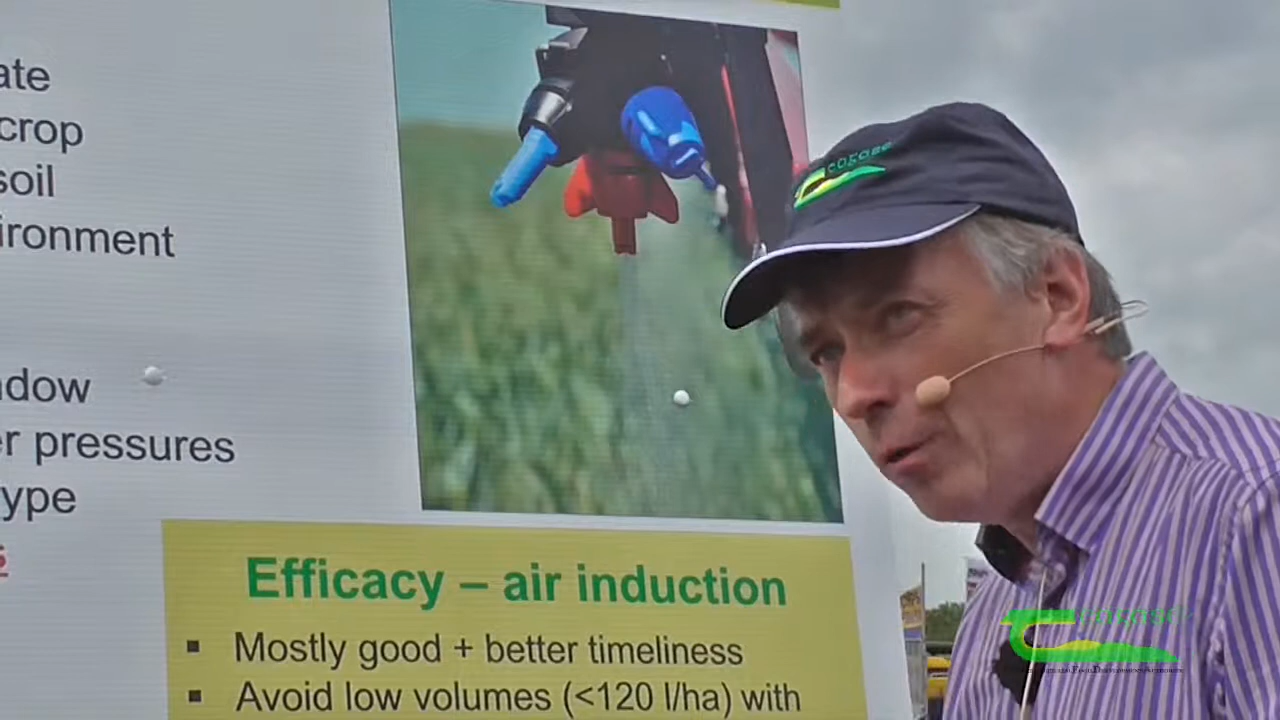 ate
crop
soil
ironment
ndow
er pressures
ype
s
Efficacy – air induction
▪ Mostly good + better timeliness
▪ Avoid low volumes (<120 l/ha) with